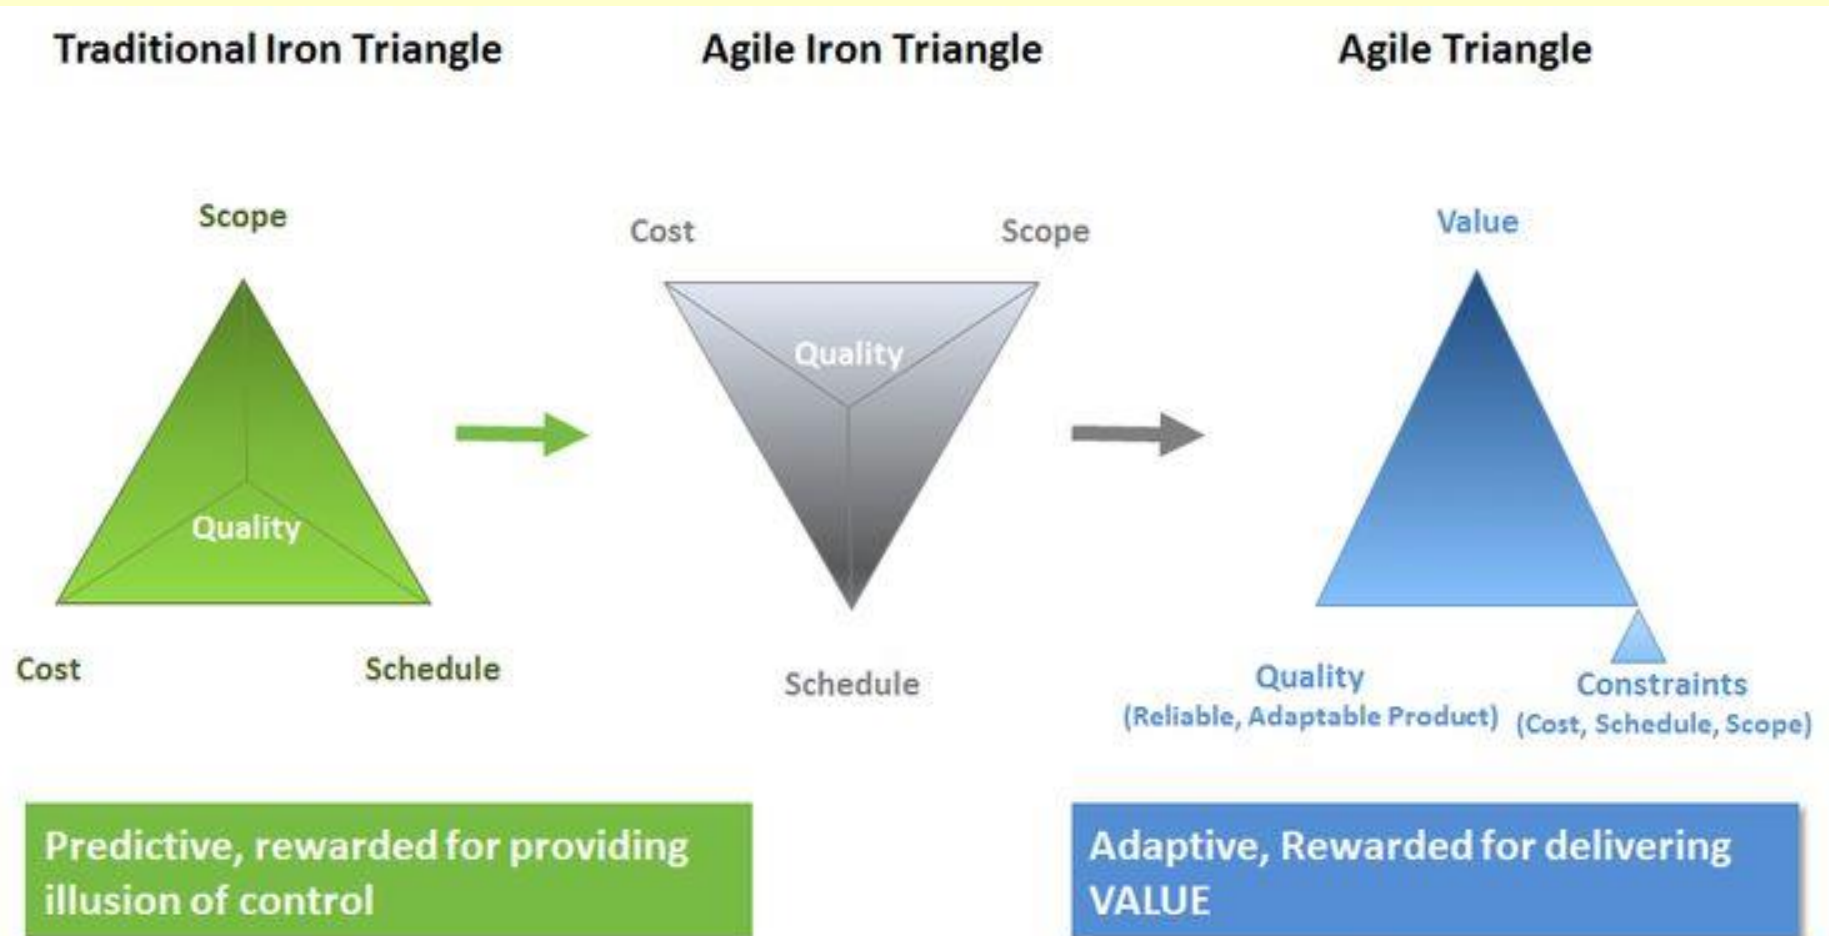 Traditional Iron Triangle
Agile Iron Triangle
Agile Triangle
Scope
Quality
Cost
Schedule
Cost
Scope
Quality
Schedule
Value
Quality
(Reliable, Adaptable Product)
Constraints
(Cost, Schedule, Scope)
Predictive, rewarded for providing
illusion of control
Adaptive, Rewarded for delivering
VALUE